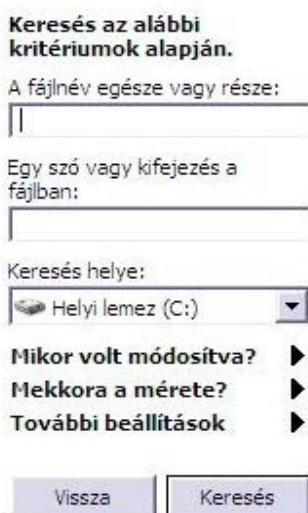 Keresés az alábbi
kritériumok alapján.
A fájlnév egésze vagy része:
Egy szó vagy kifejezés a
fájlban:
Keresés helye:
Helyi lemez (C:)
Mikor volt módosítva?
Mekkora a mérete?
További beállítások
Vissza Keresés